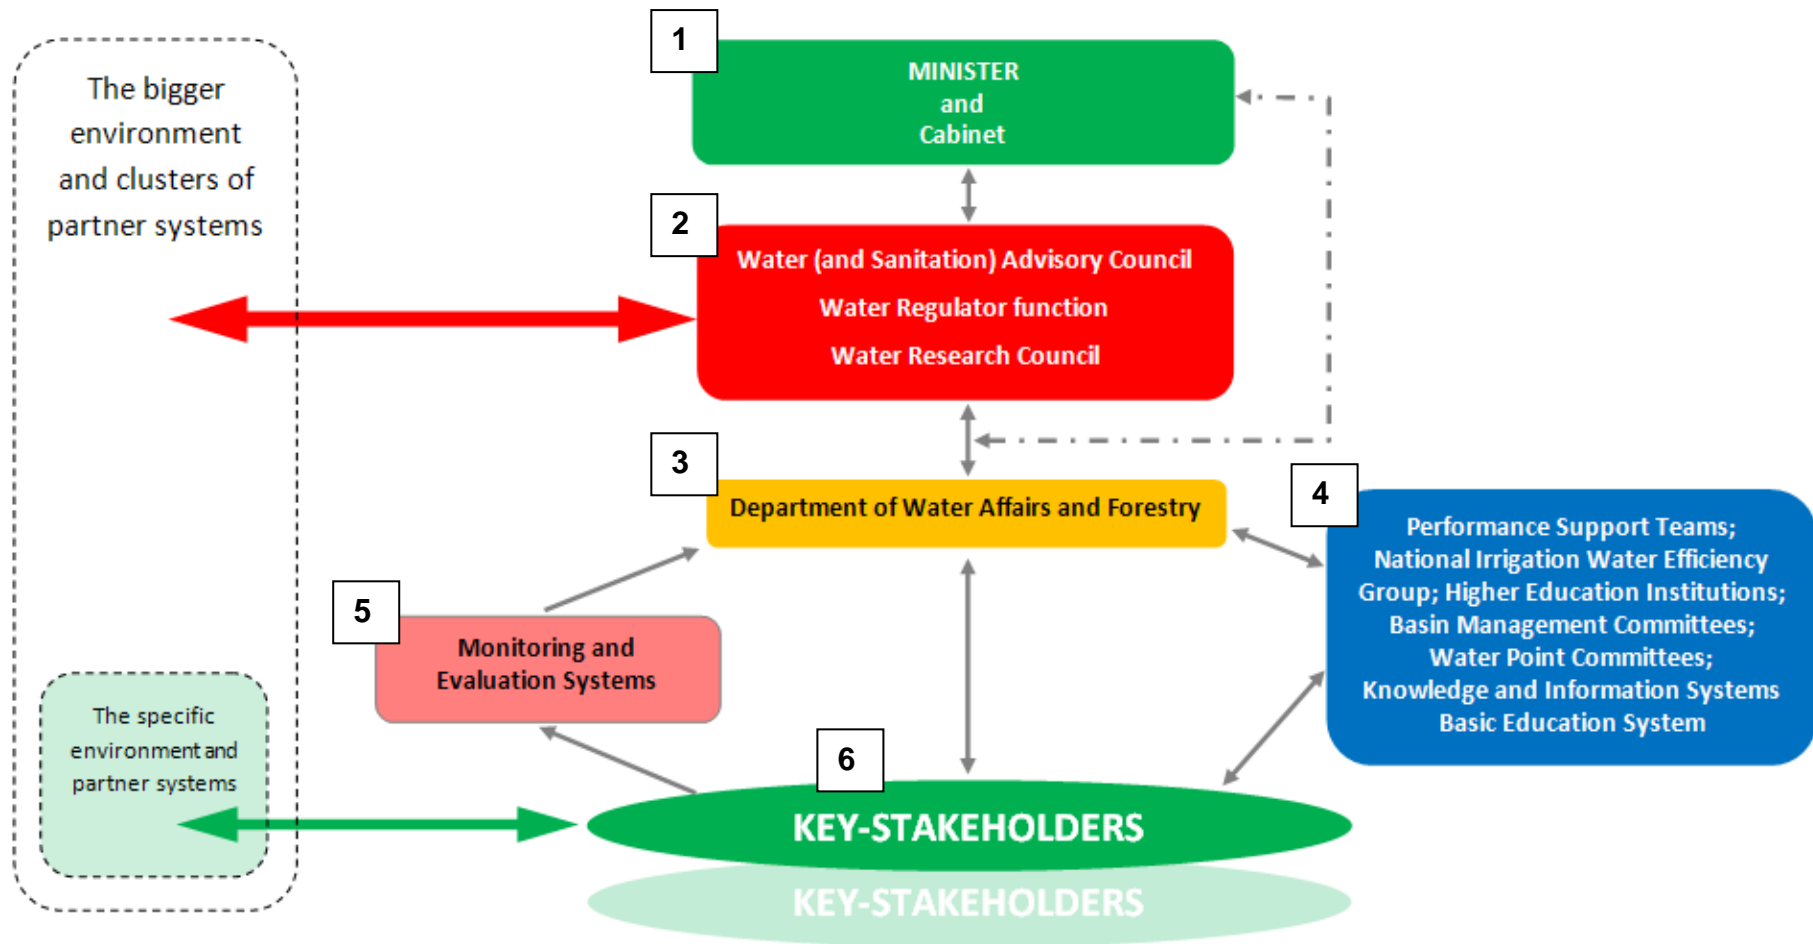 The bigger
environment
and clusters of
partner systems
The specific
environment and
partner systems
1
MINISTER
and
Cabinet
2
Water (and Sanitation) Advisory Council
Water Regulator function
Water Research Council
3
Department of Water Affairs and Forestry
4
Performance Support Teams;
National Irrigation Water Efficiency
Group; Higher Education Institutions;
Basin Management Committees;
Water Point Committees;
Knowledge and Information Systems
Basic Education System
5
Monitoring and
Evaluation Systems
6
KEY-STAKEHOLDERS
KEY-STAKEHOLDERS